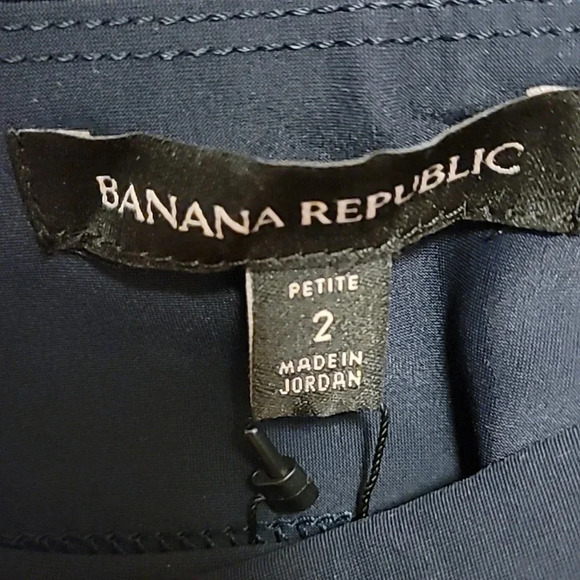 BANANA REPUBLIC
PETITE
2
MADE IN
JORDAN